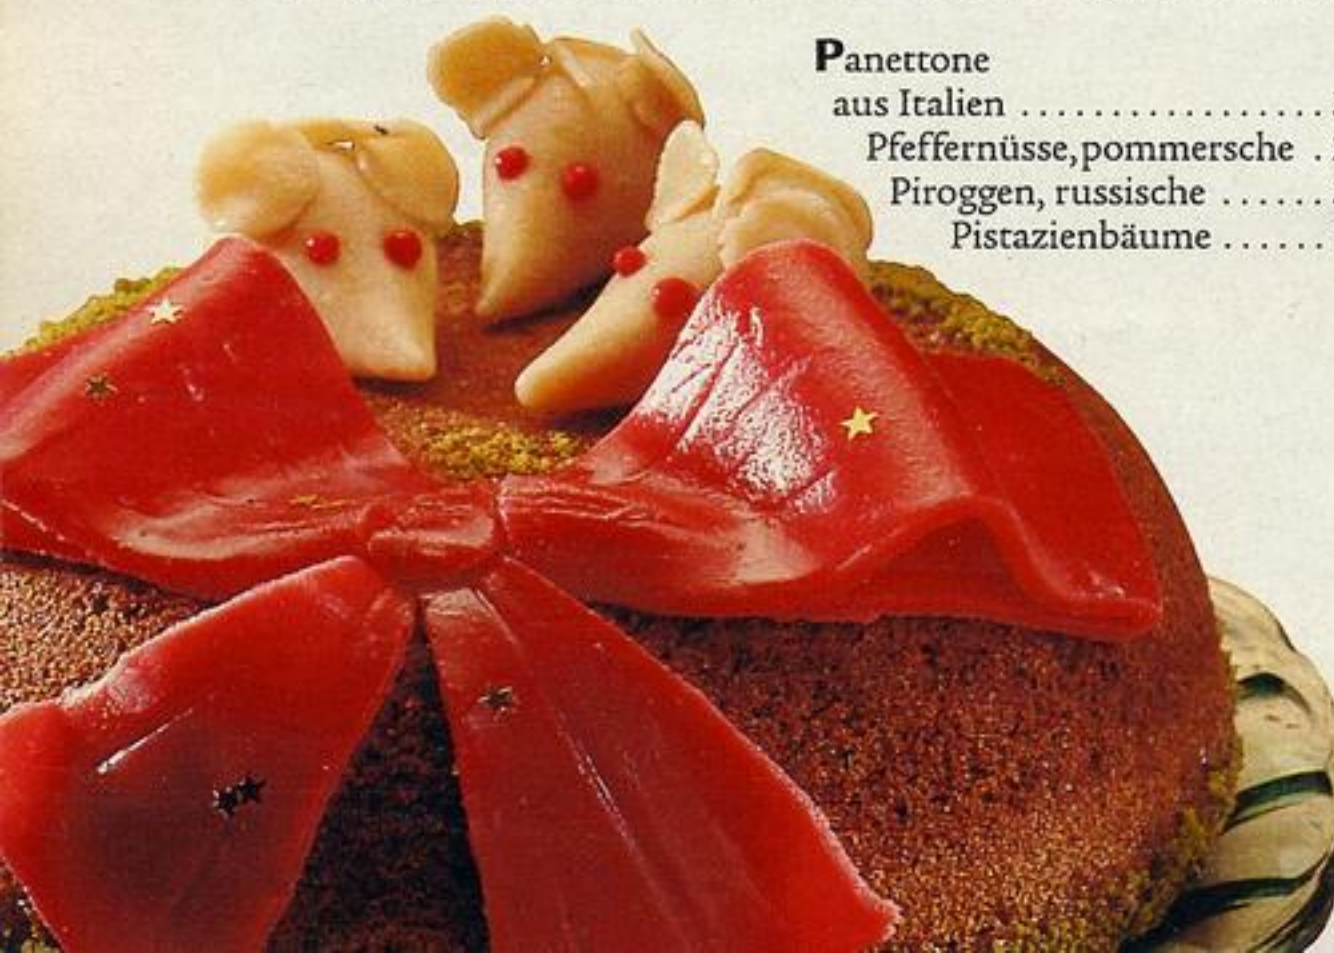 Panettone
aus Italien ..................
Pfeffernüsse, pommersche ..
Piroggen, russische .......
Pistazienbäume ......